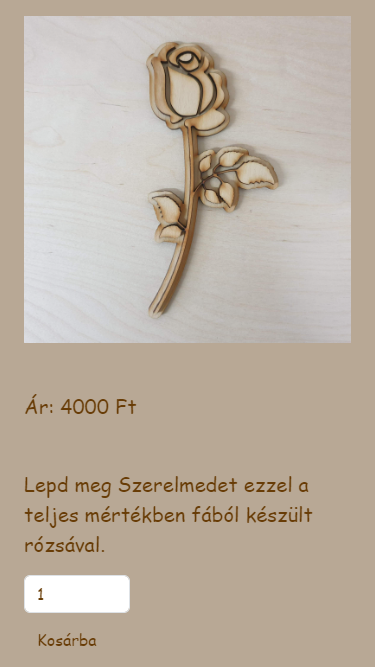 Ár: 4000 Ft
Lepd meg Szerelmedet ezzel a
teljes mértékben fából készült
rózsával.
1
Kosárba